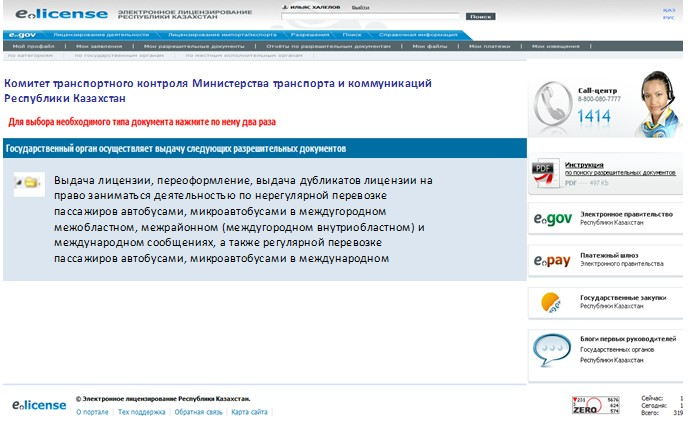 e.license
ЭЛЕКТРОННОЕ ЛИЦЕНЗИРОВАНИЕ
РЕСПУБЛИКИ КАЗАХСТАН
ИЛЬЯС ХАЛЕЛОВ Выйти
Поиск
ҚАЗ
РУС
e.gov Лицензирование деятельности Лицензирование импорта/экспорта Разрешения Поиск Справочная информация
Мой профиль Мои заявления Мои разрешительные документы Отчёты по разрешительным документам Мои файлы Мои платежи Мои извещения
по категориям по государственным органам по местным исполнительным органам
Комитет транспортного контроля Министерства транспорта и коммуникаций
Республики Казахстан
Для выбора необходимого типа документа нажмите по нему два раза
Государственный орган осуществляет выдачу следующих разрешительных документов
Выдача лицензии, переоформление, выдача дубликатов лицензии на
право заниматься деятельностью по нерегулярной перевозке
пассажиров автобусами, микроавтобусами в междугородном
межобластном, межрайонном (междугородном внутриобластном) и
международном сообщениях, а также регулярной перевозке
пассажиров автобусами, микроавтобусами в международном
Call-центр
8-800-080-7777
1414
PDF
Инструкция
по поиску разрешительных документов
PDF — 497 Kb
e.gov
Электронное правительство
Республики Казахстан
e.pay
Платежный шлюз
Электронного правительства
Государственные закупки
Республики Казахстан
Блоги первых руководителей
Государственных органов
Республики Казахстан
e.license
© Электронное лицензирование Республики Казахстан.
О портале Тех поддержка Обратная связь Карта сайта
ZERO
231
2
5676
624
574
Сейчас: 1
Сегодня: 1
Всего: 319